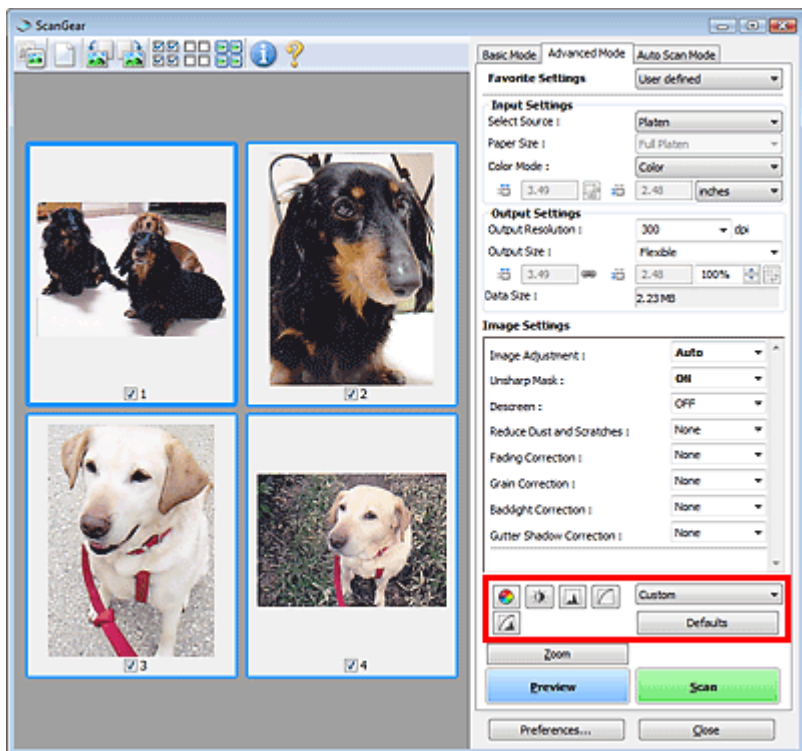 ScanGear
Basic Mode Advanced Mode Auto Scan Mode
Favorite Settings User defined
Input Settings
Select Source : Platen
Paper Size : Full Platen
Color Mode : Color
3.49 2.48 inches
Output Settings
Output Resolution : 300 dpi
Output Size : Flexible
3.49 2.48 100%
Data Size : 2.23 MB
Image Settings
Image Adjustment : Auto
Unsharp Mask : ON
Descreen : OFF
Reduce Dust and Scratches : None
Fading Correction : None
Grain Correction : None
Backlight Correction : None
Gutter Shadow Correction : None
Custom
Defaults
Zoom
Preview Scan
Preferences... Close
1
2
3
4